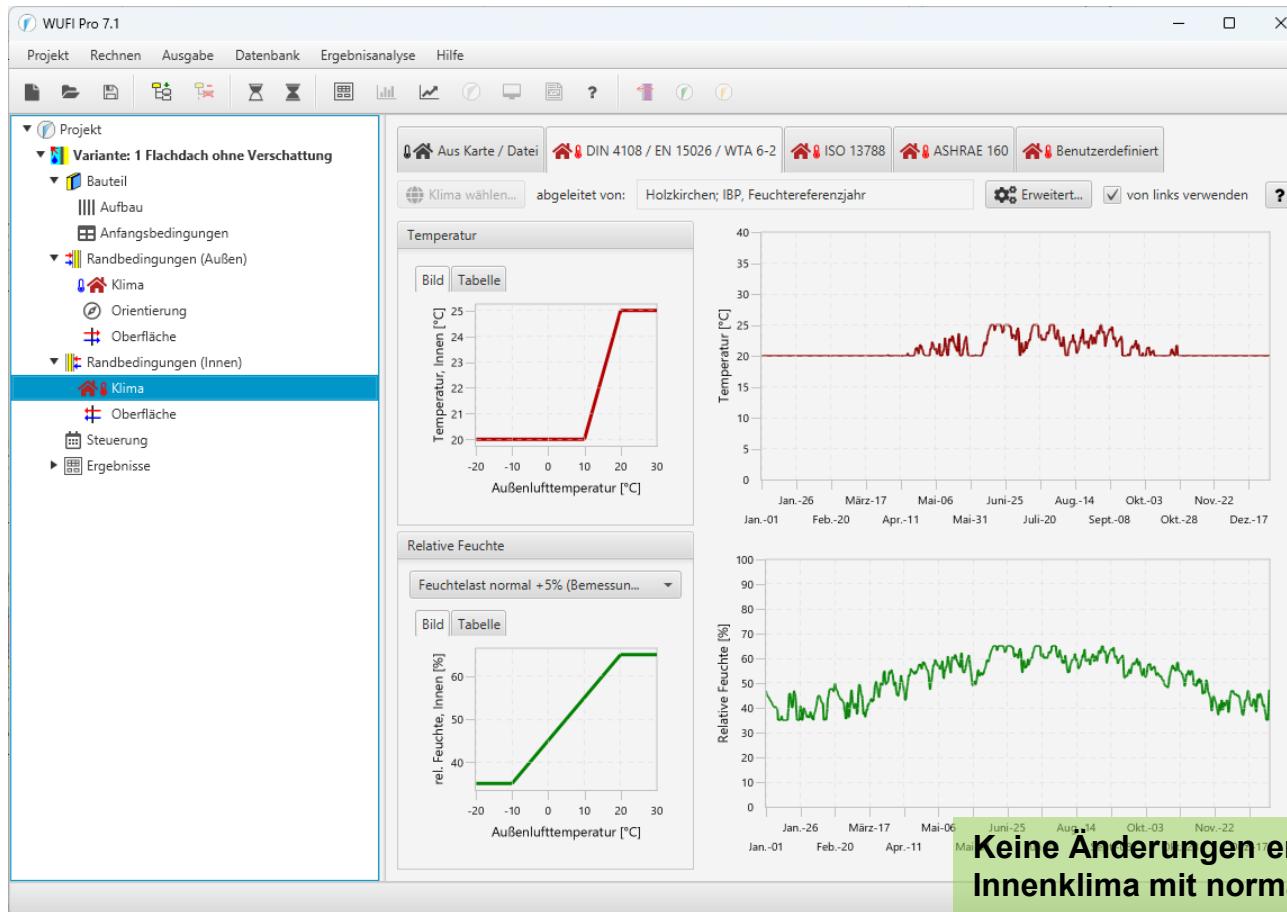 WUFI Pro 7.1
Projekt Rechnen Ausgabe Datenbank Ergebnisanalyse Hilfe
Projekt
Variante: 1 Flachdach ohne Verschattung
Bauteil
Aufbau
Anfangsbedingungen
Randbedingungen (Außen)
Klima
Orientierung
Oberfläche
Randbedingungen (Innen)
Klima
Oberfläche
Steuerung
Ergebnisse
Aus Karte / Datei DIN 4108 / EN 15026 / WTA 6-2 ISO 13788 ASHRAE 160 Benutzerdefiniert
Klima wählen... abgeleitet von: Holzkirchen; IBP, Feuchtereferenzjahr Erweitert... von links verwenden ?
Temperatur
Bild Tabelle
Temperatur, Innen [°C]
25
24
23
22
21
20
-20 -10 0 10 20 30
Außenlufttemperatur [°C]
Temperatur [°C]
40
35
30
25
20
15
10
5
0
Jan.-26 März-17 Mai-06 Juni-25 Aug.-14 Okt.-03 Nov.-22
Jan.-01 Feb.-20 Apr.-11 Mai-31 Juli-20 Sept.-08 Okt.-28 Dez.-17
Relative Feuchte
Feuchtelast normal +5% (Bemessun...
Bild Tabelle
rel. Feuchte, Innen [%]
60
50
40
-20 -10 0 10 20 30
Außenlufttemperatur [°C]
Relative Feuchte [%]
100
90
80
70
60
50
40
30
20
10
0
Jan.-26 März-17 Mai-06 Juni-25 Aug.-14 Okt.-03 Nov.-22
Jan.-01 Feb.-20 Apr.-11
Keine Änderungen er
Innenklima mit norm